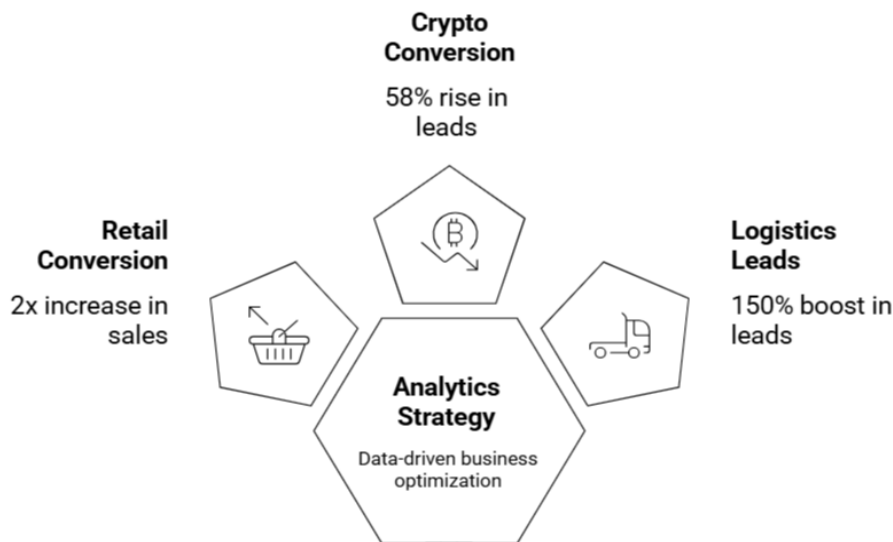 Crypto
Conversion
58% rise in
leads
Retail
Conversion
2x increase in
sales
Logistics
Leads
150% boost in
leads
Analytics
Strategy
Data-driven business
optimization